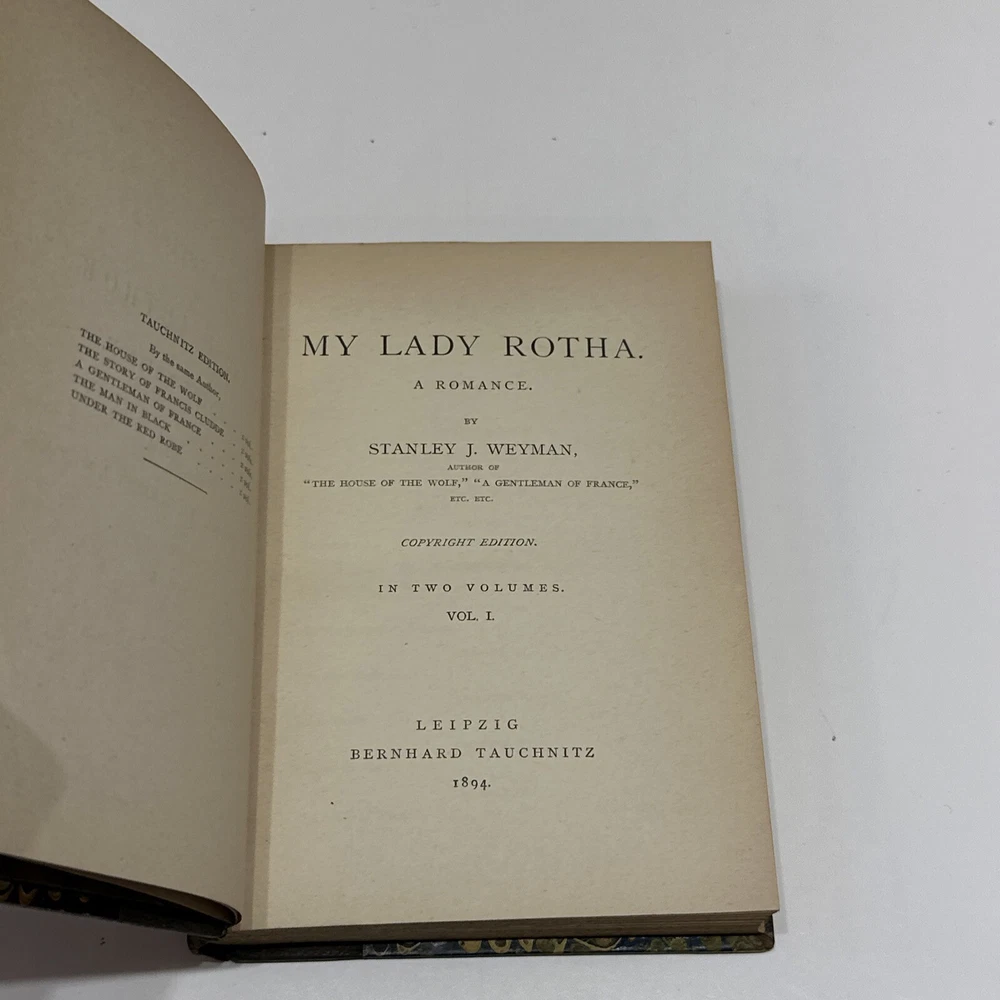 TAUCHNITZ EDITION.
By the same Author,
THE HOUSE OF THE WOLF . .
THE STORY OF FRANCIS CLUDDE . .
A GENTLEMAN OF FRANCE . . .
THE MAN IN BLACK . . . .
UNDER THE RED ROBE . . . .
MY LADY ROTHA.
A ROMANCE.
BY
STANLEY J. WEYMAN,
AUTHOR OF
“THE HOUSE OF THE WOLF,” “A GENTLEMAN OF FRANCE,”
ETC. ETC.
COPYRIGHT EDITION.
IN TWO VOLUMES.
VOL. I.
LEIPZIG
BERNHARD TAUCHNITZ
1894.